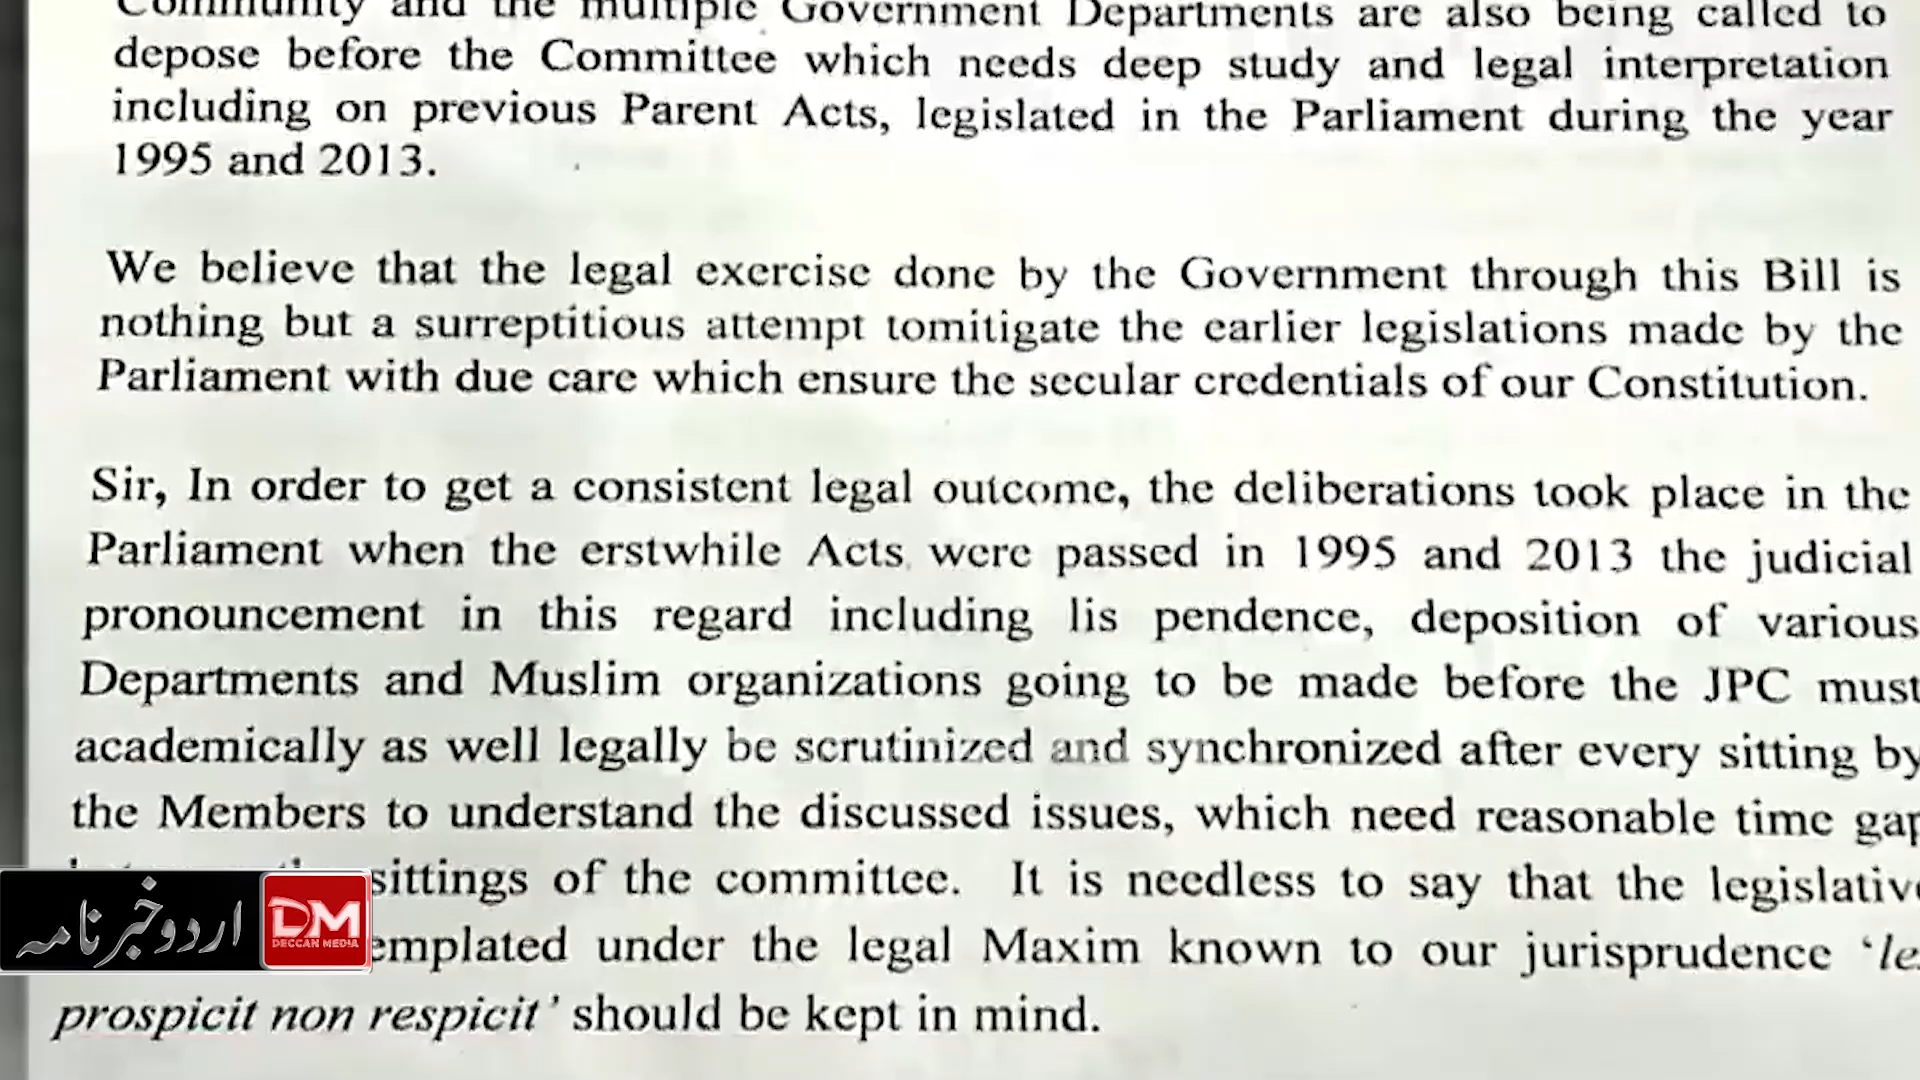 Community and the multiple Government Departments are also being called to
depose before the Committee which needs deep study and legal interpretation
including on previous Parent Acts, legislated in the Parliament during the year
1995 and 2013.
We believe that the legal exercise done by the Government through this Bill is
nothing but a surreptitious attempt tomitigate the earlier legislations made by the
Parliament with due care which ensure the secular credentials of our Constitution.
Sir, In order to get a consistent legal outcome, the deliberations took place in the
Parliament when the erstwhile Acts were passed in 1995 and 2013 the judicial
pronouncement in this regard including lis pendence, deposition of various
Departments and Muslim organizations going to be made before the JPC must
academically as well legally be scrutinized and synchronized after every sitting by
the Members to understand the discussed issues, which need reasonable time gap
sittings of the committee. It is needless to say that the legislative
emplated under the legal Maxim known to our jurisprudence ‘le
prospicit non respicit’ should be kept in mind.
اردو خبرنامہ
DM
DECCAN MEDIA